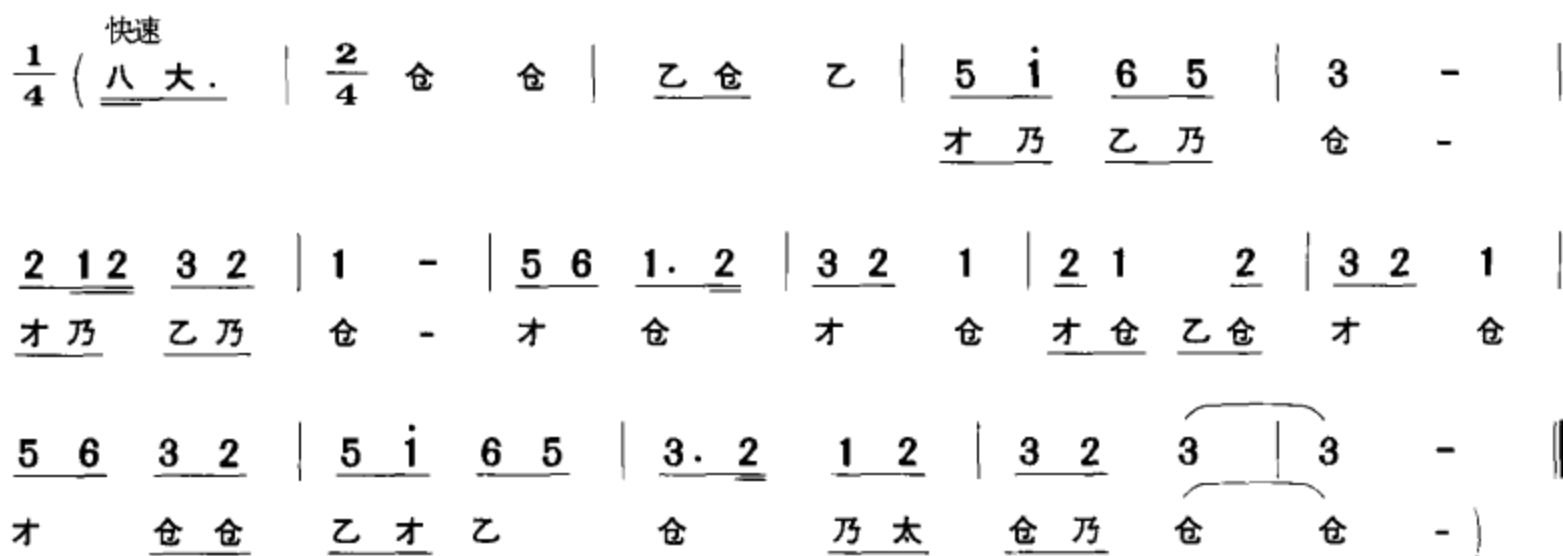 快速
1/4 ( 八 大 . | 2/4 仓 仓 | 乙 仓 乙 | 5 i̇ 6 5 | 3 - |
才 乃 乙 乃 仓 -
2 1 2 3 2 | 1 - | 5 6 1. 2 | 3 2 1 | 2 1 2 | 3 2 1 |
才 乃 乙 乃 仓 - 才 仓 才 仓 才 仓 乙 仓 才 仓
5 6 3 2 | 5 i̇ 6 5 | 3. 2 1 2 | 3 2 3 | 3 - ‖
才 仓 仓 乙 才 乙 仓 乃 太 仓 乃 仓 仓 - )